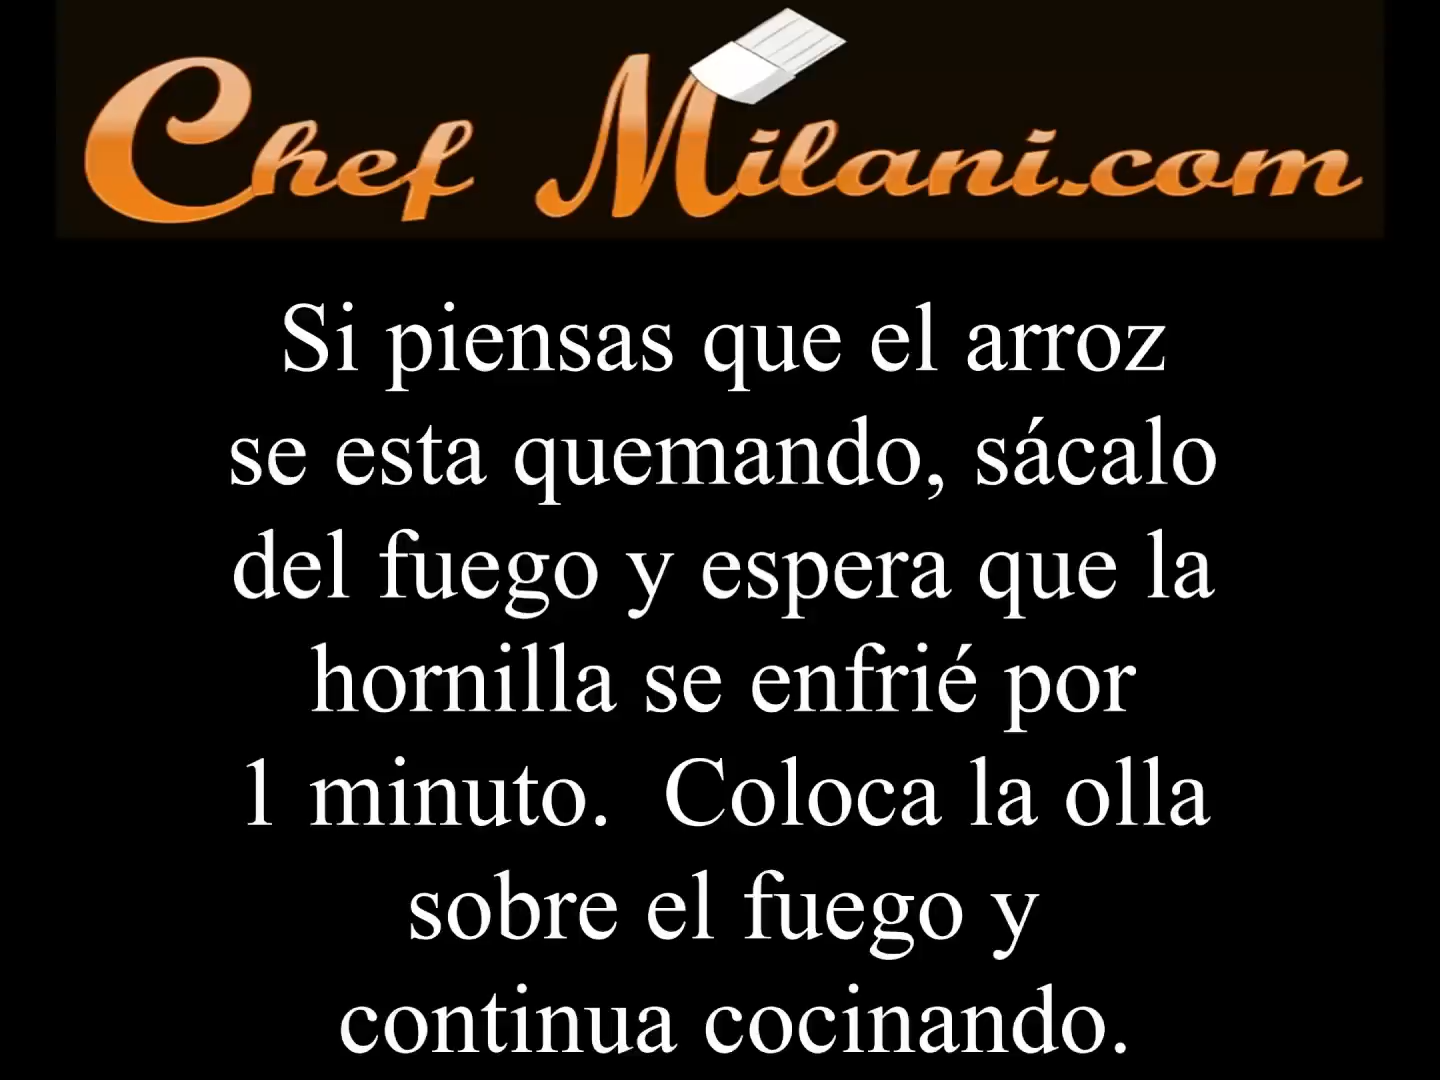 Chef Milani.com
Si piensas que el arroz
se esta quemando, sácalo
del fuego y espera que la
hornilla se enfrié por
1 minuto.  Coloca la olla
sobre el fuego y
continua cocinando.